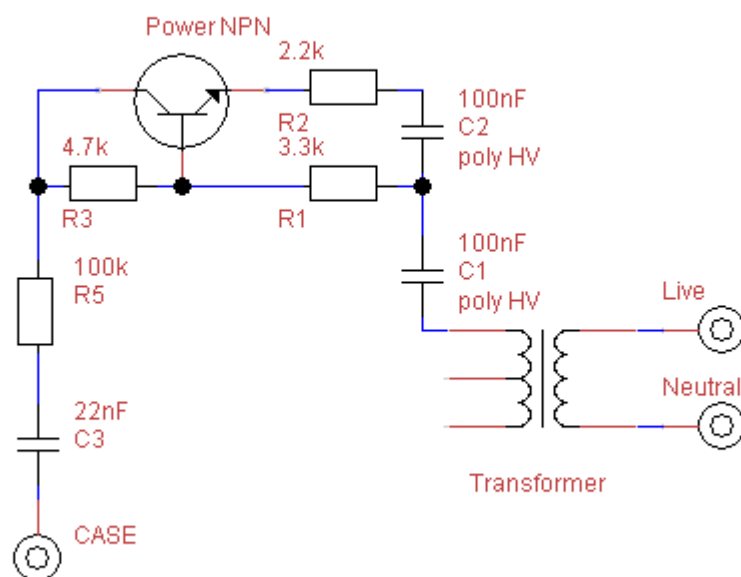 Power NPN
2.2k
R2
100nF
C2
poly HV
4.7k
R3
3.3k
R1
100nF
C1
poly HV
100k
R5
Live
Neutral
22nF
C3
Transformer
CASE